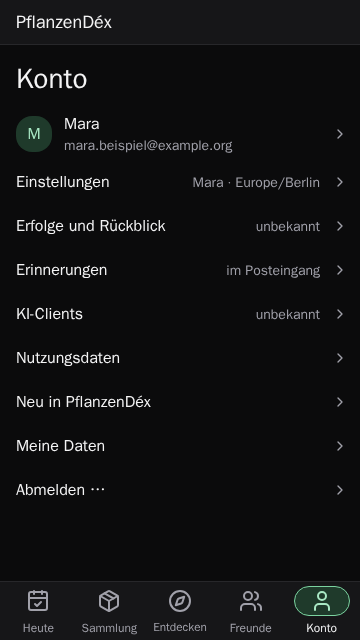 PflanzenDéx
Konto
M
Mara
mara.beispiel@example.org
Einstellungen Mara · Europe/Berlin
Erfolge und Rückblick unbekannt
Erinnerungen im Posteingang
KI-Clients unbekannt
Nutzungsdaten
Neu in PflanzenDéx
Meine Daten
Abmelden ···
Heute Sammlung Entdecken Freunde Konto